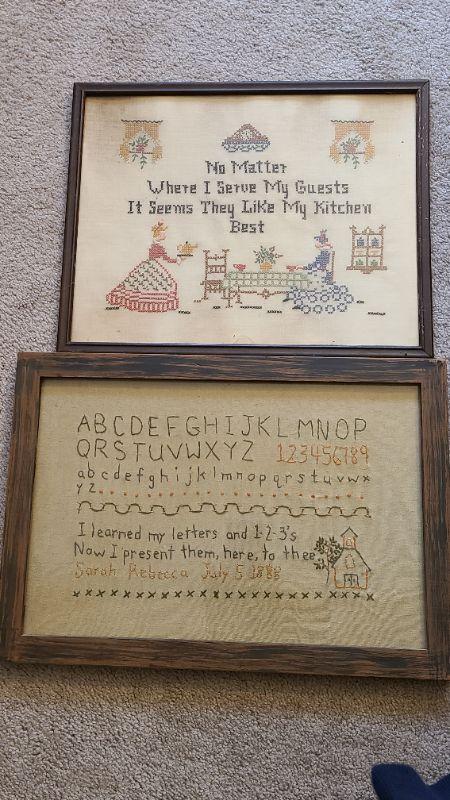 No Matter
Where I Serve My Guests
It Seems They Like My Kitchen
Best
ABCDEFGHIJKLMNOP
QRSTUVWXYZ 123456789
abcdefghijklmnopqrstuvwx
yz
I learned my letters and 1-2-3's
Now I present them, here, to thee
Sarah Rebecca July 5